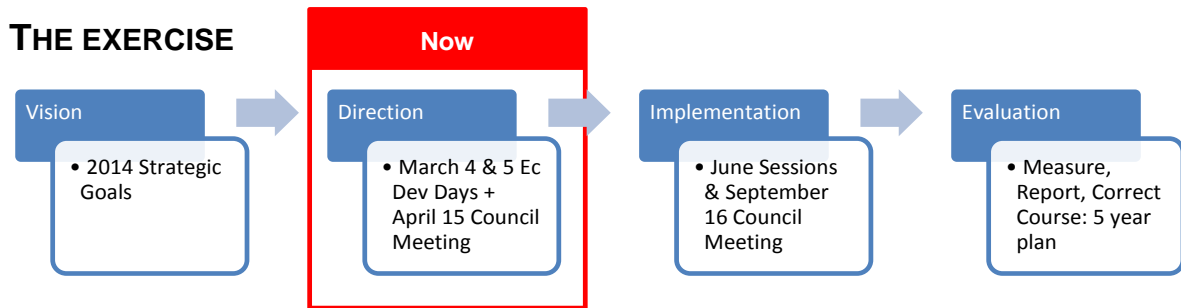 THE EXERCISE
Now
Vision
• 2014 Strategic
Goals
Direction
• March 4 & 5 Ec
Dev Days +
April 15 Council
Meeting
Implementation
• June Sessions
& September
16 Council
Meeting
Evaluation
• Measure,
Report, Correct
Course: 5 year
plan